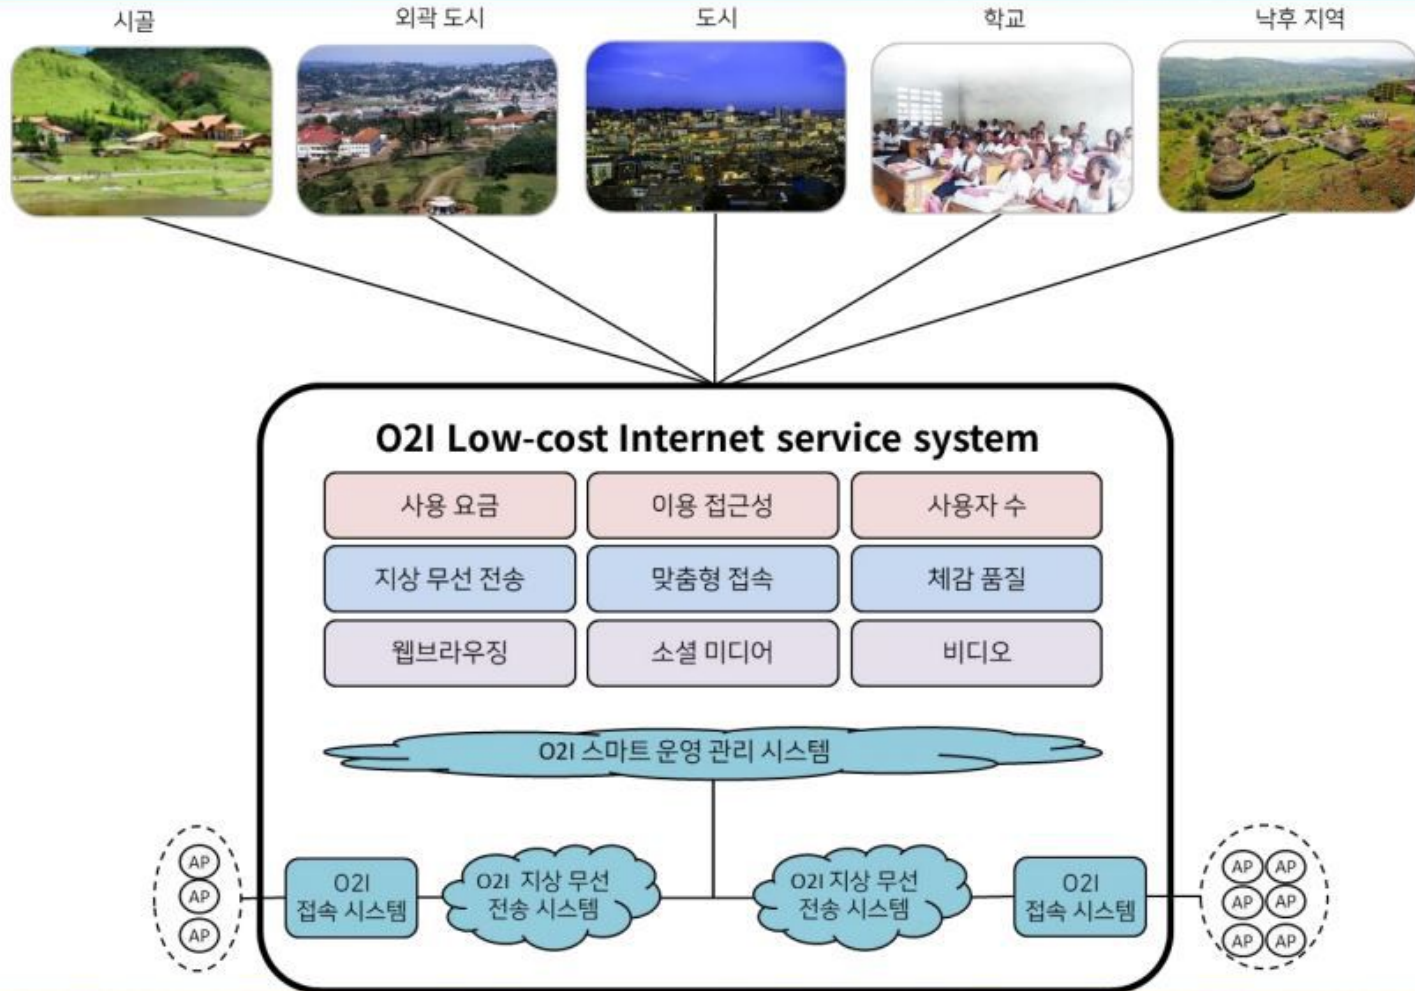 시골
외곽 도시
도시
학교
낙후 지역
O2I Low-cost Internet service system
사용 요금
이용 접근성
사용자 수
지상 무선 전송
맞춤형 접속
체감 품질
웹브라우징
소셜 미디어
비디오
O2I 스마트 운영 관리 시스템
AP
AP
AP
O2I
접속 시스템
O2I 지상 무선
전송 시스템
O2I 지상 무선
전송 시스템
O2I
접속 시스템
AP AP
AP AP
AP AP